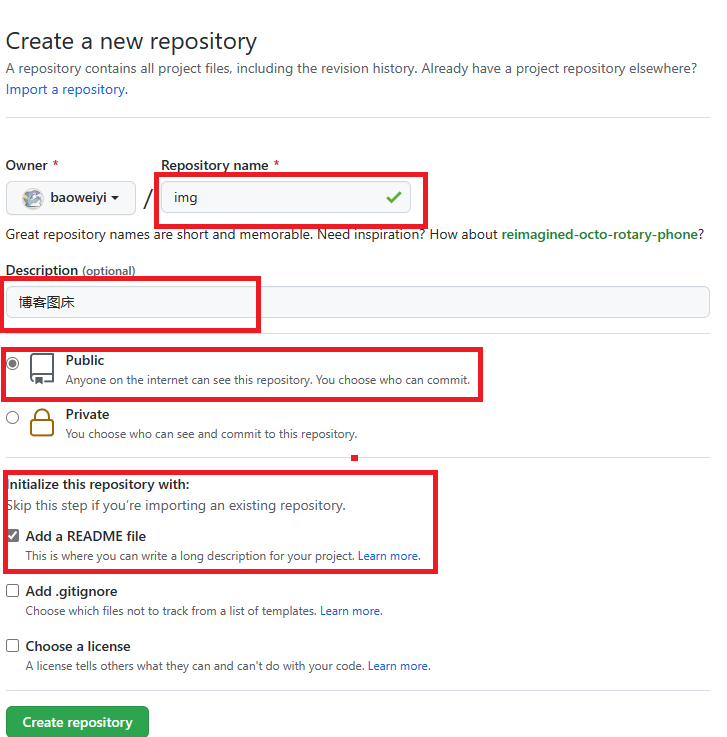 Create a new repository
A repository contains all project files, including the revision history. Already have a project repository elsewhere?
Import a repository.
Owner * Repository name *
baoweiyi / img
Great repository names are short and memorable. Need inspiration? How about reimagined-octo-rotary-phone?
Description (optional)
博客图床
Public
Anyone on the internet can see this repository. You choose who can commit.
Private
You choose who can see and commit to this repository.
Initialize this repository with:
Skip this step if you're importing an existing repository.
Add a README file
This is where you can write a long description for your project. Learn more.
Add .gitignore
Choose which files not to track from a list of templates. Learn more.
Choose a license
A license tells others what they can and can't do with your code. Learn more.
Create repository